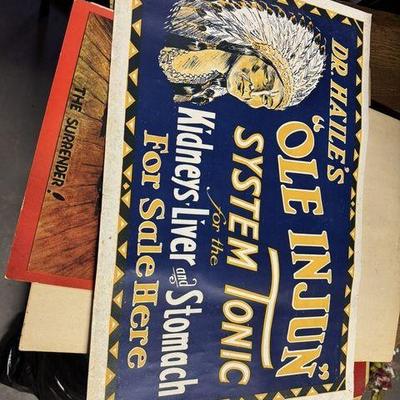 DR. HAILE'S
"OLE INJUN"
SYSTEM TONIC
for the
Kidneys Liver and Stomach
For Sale Here
THE SURRENDER!